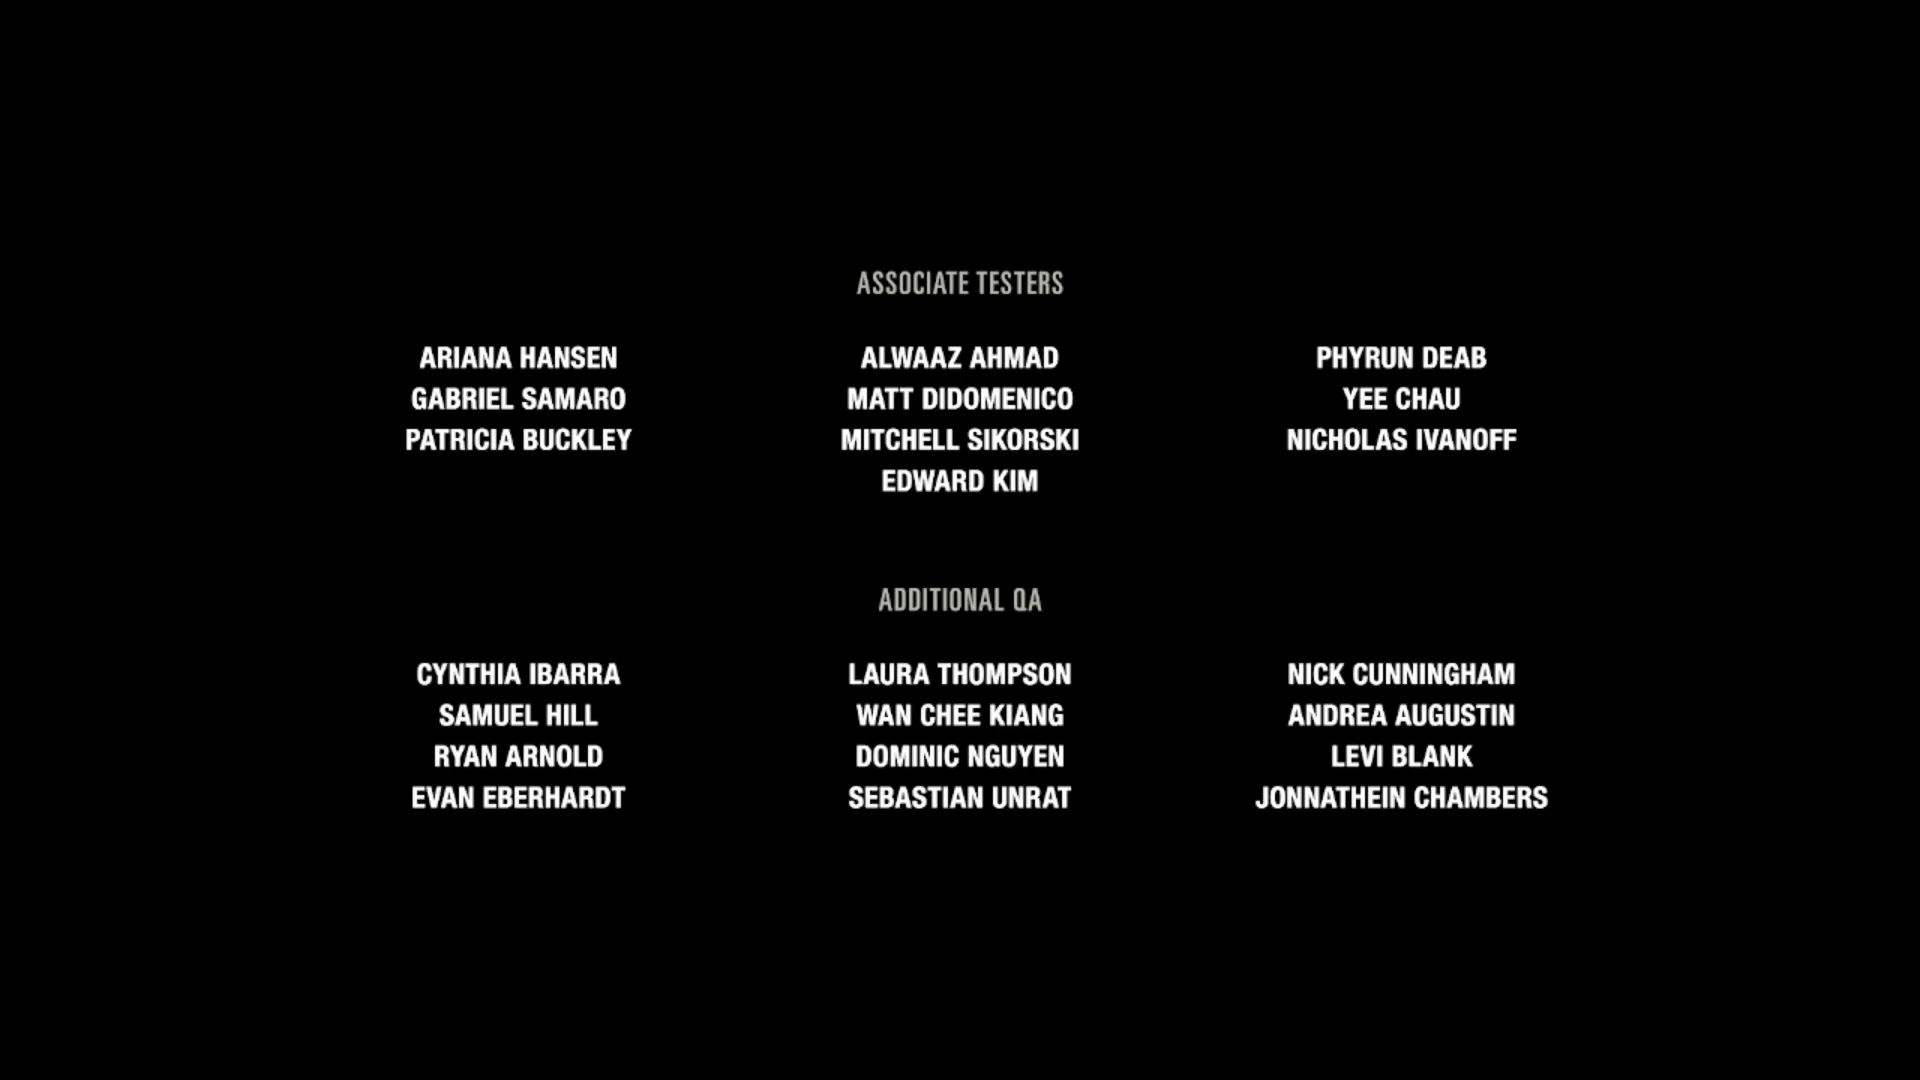 ASSOCIATE TESTERS
ARIANA HANSEN ALWAAZ AHMAD PHYRUN DEAB
GABRIEL SAMARO MATT DIDOMENICO YEE CHAU
PATRICIA BUCKLEY MITCHELL SIKORSKI NICHOLAS IVANOFF
EDWARD KIM
ADDITIONAL QA
CYNTHIA IBARRA LAURA THOMPSON NICK CUNNINGHAM
SAMUEL HILL WAN CHEE KIANG ANDREA AUGUSTIN
RYAN ARNOLD DOMINIC NGUYEN LEVI BLANK
EVAN EBERHARDT SEBASTIAN UNRAT JONNATHEIN CHAMBERS